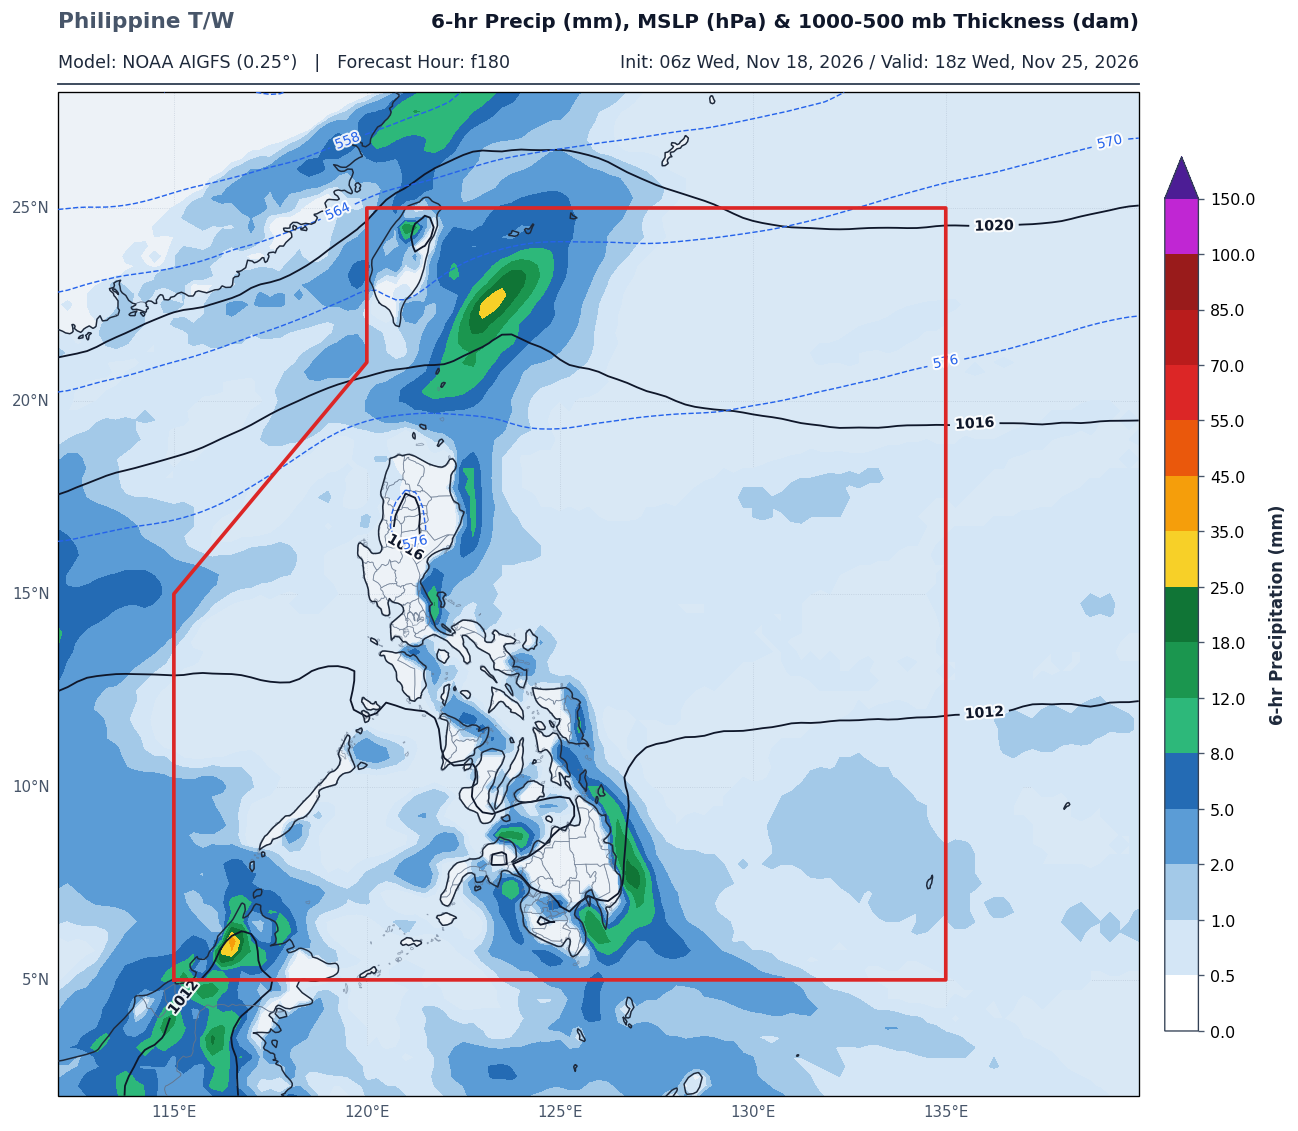 Philippine T/W
6-hr Precip (mm), MSLP (hPa) & 1000-500 mb Thickness (dam)
Model: NOAA AIGFS (0.25°) | Forecast Hour: f180
Init: 06z Wed, Nov 18, 2026 / Valid: 18z Wed, Nov 25, 2026
558
570
564
1020
576
1016
576
1012
1012
25°N
20°N
15°N
10°N
5°N
115°E
120°E
125°E
130°E
135°E
150.0
100.0
85.0
70.0
55.0
45.0
35.0
25.0
18.0
12.0
8.0
5.0
2.0
1.0
0.5
0.0
6-hr Precipitation (mm)